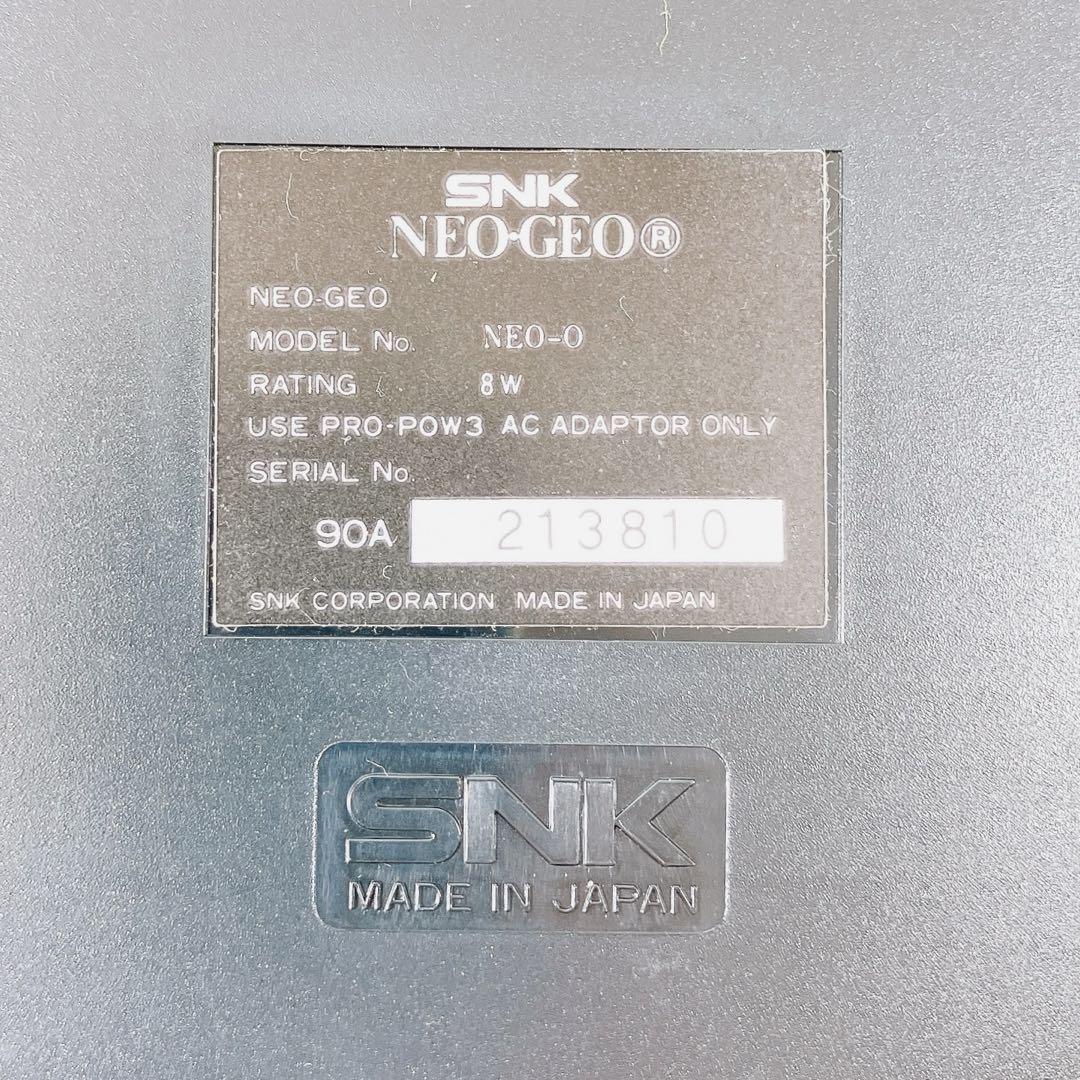 SNK
NEO·GEO®
NEO-GEO
MODEL No. NEO-O
RATING 8W
USE PRO-POW3 AC ADAPTOR ONLY
SERIAL No.
90A 213810
SNK CORPORATION MADE IN JAPAN
SNK
MADE IN JAPAN